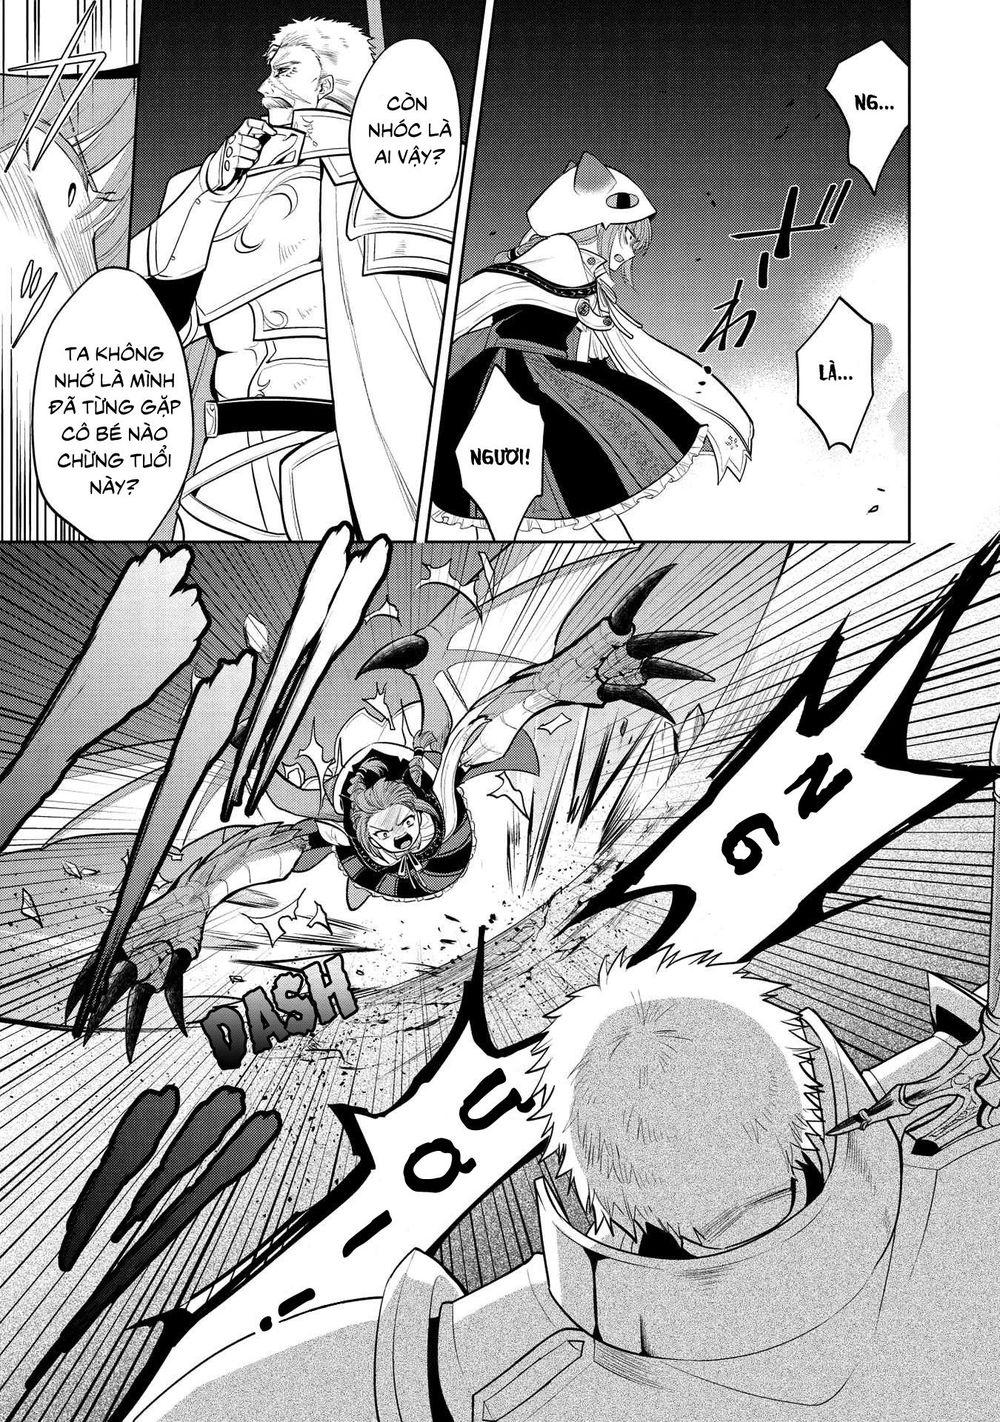 NG...
LÀ...
NGƯƠI!
CÒN
NHÓC LÀ
AI VẬY?
TA KHÔNG
NHỚ LÀ MÌNH
ĐÃ TỪNG GẶP
CÔ BÉ NÀO
CHỪNG TUỔI
NÀY?
NG
Ư
Ơ
I...
DASH